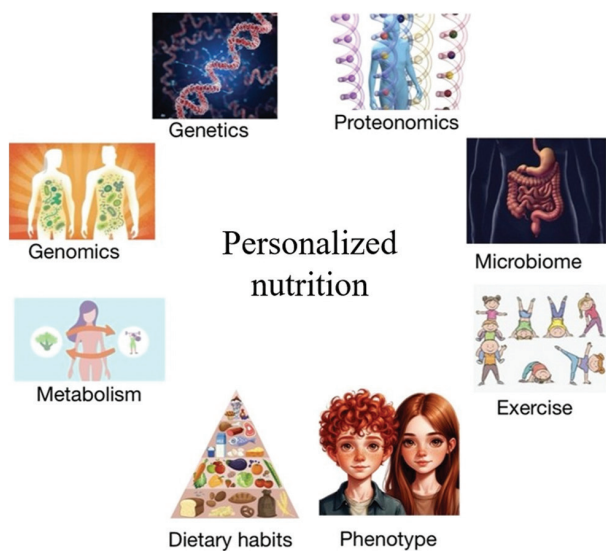 Genetics
Proteonomics
Genomics
Microbiome
Personalized
nutrition
Metabolism
Exercise
Dietary habits
Phenotype